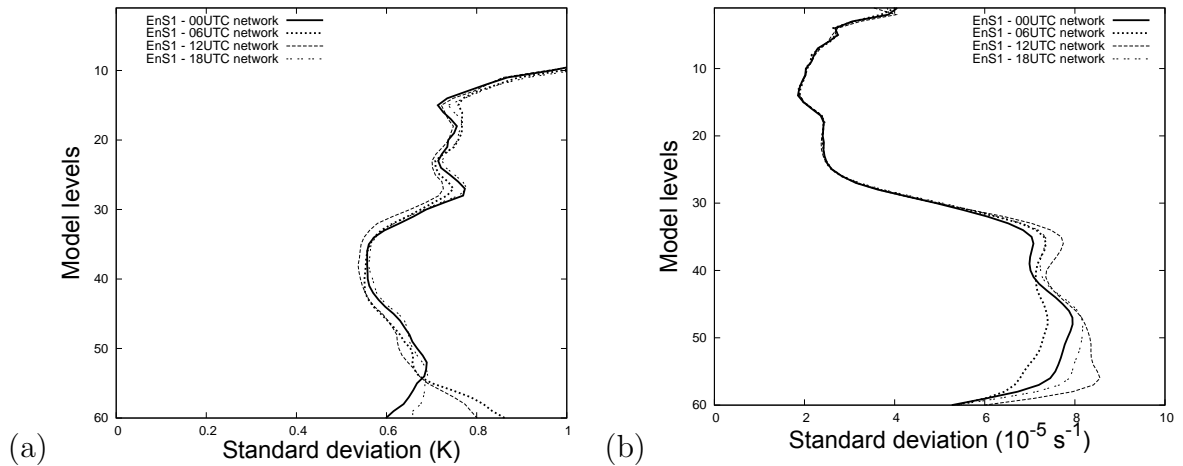 EnS1 - 00UTC network
EnS1 - 06UTC network
EnS1 - 12UTC network
EnS1 - 18UTC network
10
20
30
40
50
60
Model levels
0
0.2
0.4
0.6
0.8
1
Standard deviation (K)
(a)
EnS1 - 00UTC network
EnS1 - 06UTC network
EnS1 - 12UTC network
EnS1 - 18UTC network
10
20
30
40
50
60
Model levels
0
2
4
6
8
10
Standard deviation (10⁻⁵ s⁻¹)
(b)